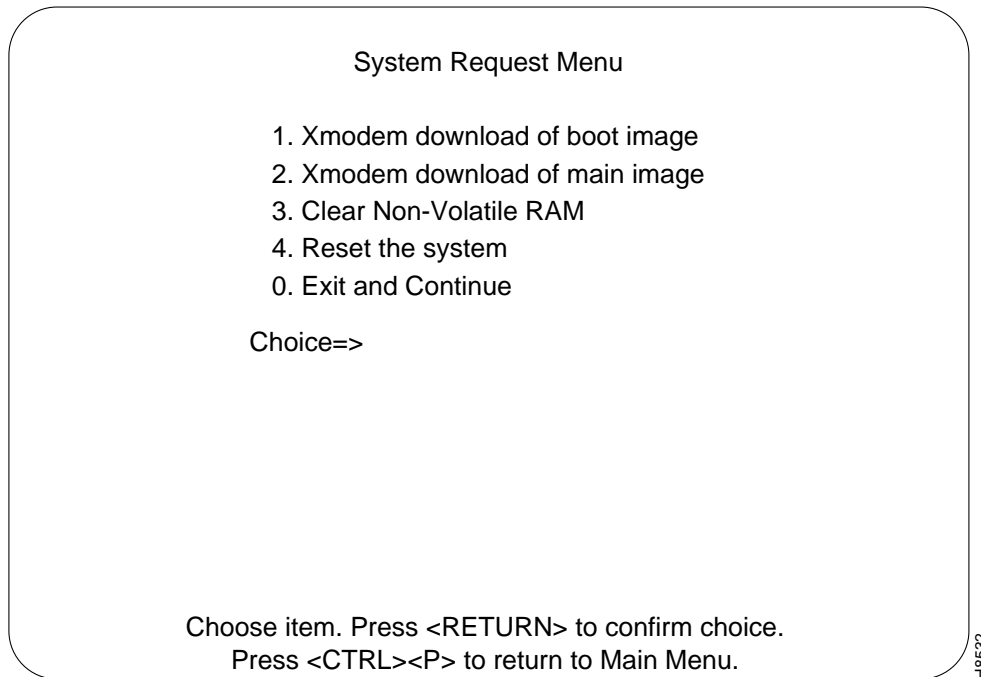 System Request Menu
1. Xmodem download of boot image
2. Xmodem download of main image
3. Clear Non-Volatile RAM
4. Reset the system
0. Exit and Continue
Choice=>
Choose item. Press <RETURN> to confirm choice.
Press <CTRL><P> to return to Main Menu.